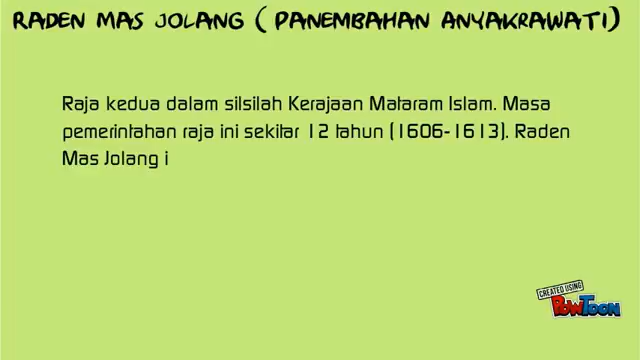 RADEN MAS JOLANG ( PANEMBAHAN ANYAKRAWATI)
Raja kedua dalam silsilah Kerajaan Mataram Islam. Masa
pemerintahan raja ini sekitar 12 tahun (1606-1613). Raden
Mas Jolang i
CREATED USING
POWTOON